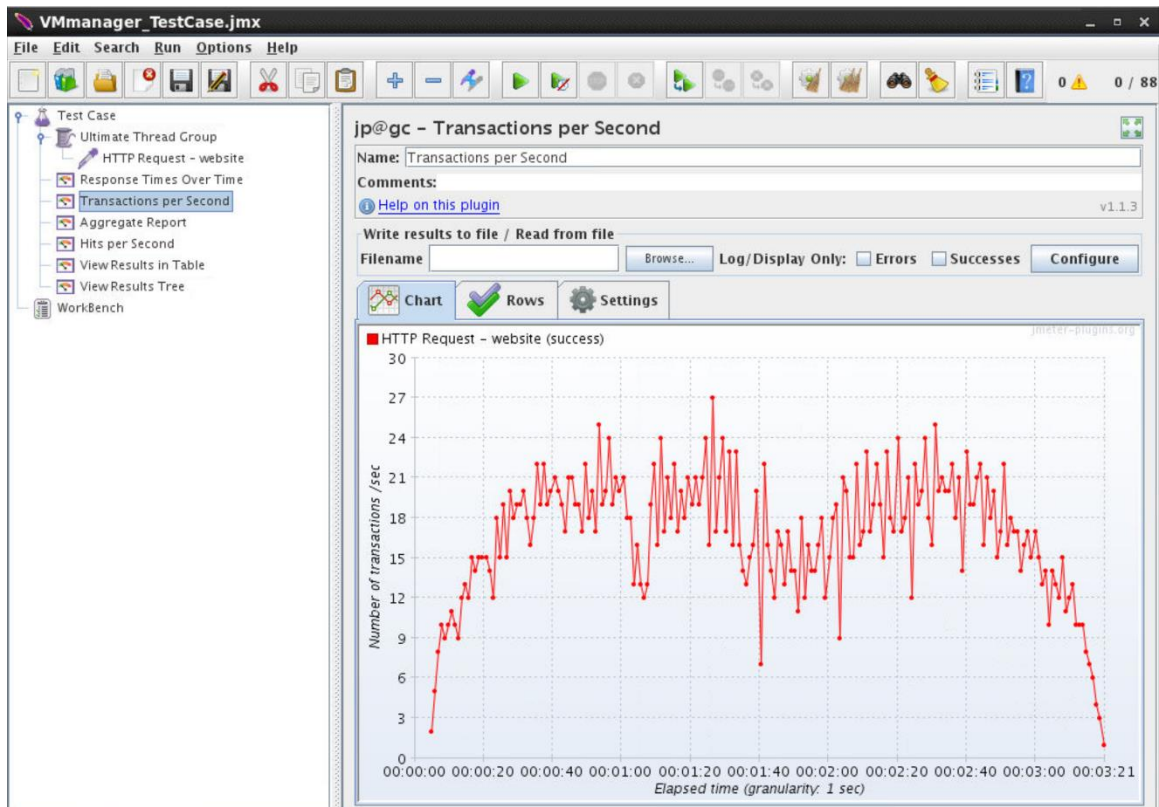 VMmanager_TestCase.jmx
File Edit Search Run Options Help
0 0 / 88
Test Case
Ultimate Thread Group
HTTP Request - website
Response Times Over Time
Transactions per Second
Aggregate Report
Hits per Second
View Results in Table
View Results Tree
WorkBench
jp@gc - Transactions per Second
Name: Transactions per Second
Comments:
Help on this plugin
v1.1.3
Write results to file / Read from file
Filename Browse... Log/Display Only: Errors Successes Configure
Chart Rows Settings
jmeter-plugins.org
HTTP Request - website (success)
30
27
24
21
18
15
12
9
6
3
0
Number of transactions /sec
00:00:00 00:00:20 00:00:40 00:01:00 00:01:20 00:01:40 00:02:00 00:02:20 00:02:40 00:03:00 00:03:21
Elapsed time (granularity: 1 sec)